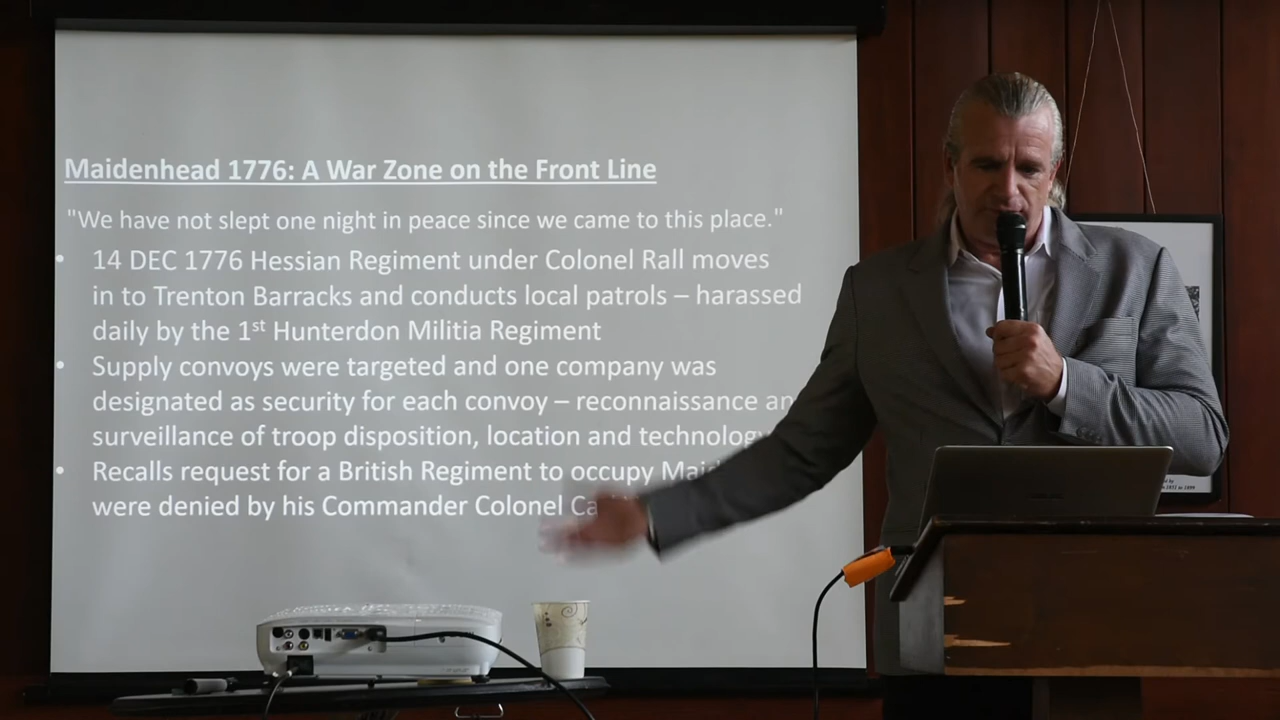 Maidenhead 1776: A War Zone on the Front Line
"We have not slept one night in peace since we came to this place."
• 14 DEC 1776 Hessian Regiment under Colonel Rall moves
in to Trenton Barracks and conducts local patrols – harassed
daily by the 1st Hunterdon Militia Regiment
• Supply convoys were targeted and one company was
designated as security for each convoy – reconnaissance
surveillance of troop disposition, location and technology
• Recalls request for a British Regiment to occupy
were denied by his Commander Colonel